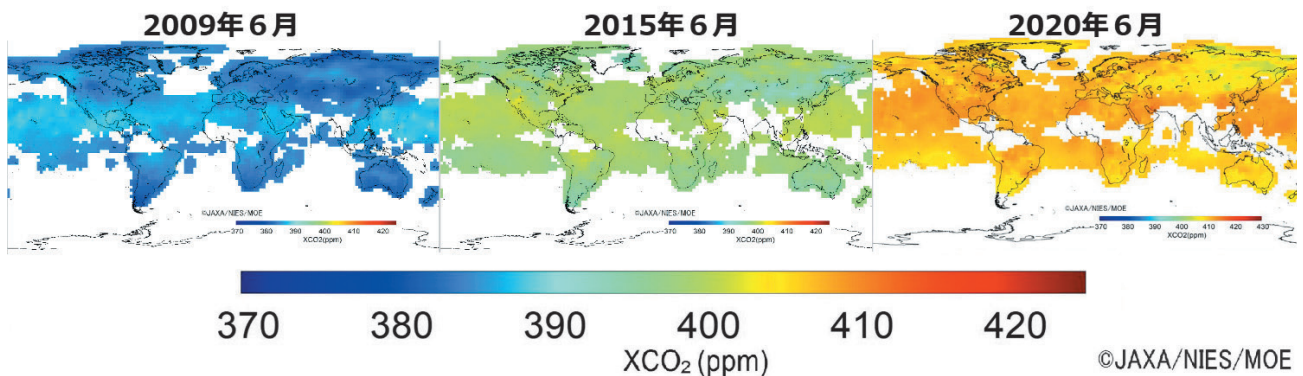 2009年6月
2015年6月
2020年6月
©JAXA/NIES/MOE
370 380 390 400 410 420
XCO2(ppm)
©JAXA/NIES/MOE
370 380 390 400 410 420
XCO2(ppm)
©JAXA/NIES/MOE
370 380 390 400 410 420 430
XCO2(ppm)
370 380 390 400 410 420
XCO₂ (ppm)
©JAXA/NIES/MOE